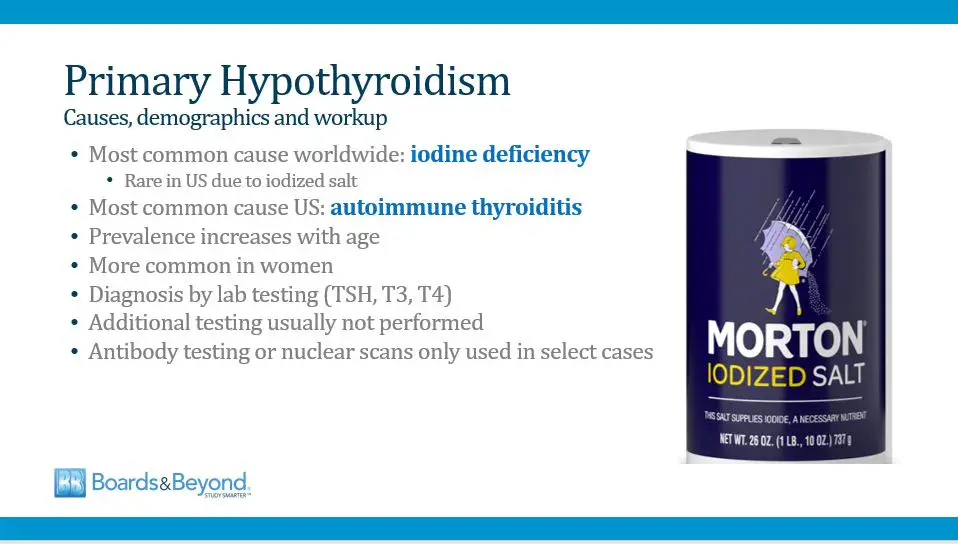 Primary Hypothyroidism
Causes, demographics and workup
• Most common cause worldwide: iodine deficiency
• Rare in US due to iodized salt
• Most common cause US: autoimmune thyroiditis
• Prevalence increases with age
• More common in women
• Diagnosis by lab testing (TSH, T3, T4)
• Additional testing usually not performed
• Antibody testing or nuclear scans only used in select cases
MORTON®
IODIZED SALT
THIS SALT SUPPLIES IODIDE, A NECESSARY NUTRIENT
NET WT. 26 OZ. (1 LB., 10 OZ.) 737 g
BB Boards&Beyond.
STUDY SMARTER™